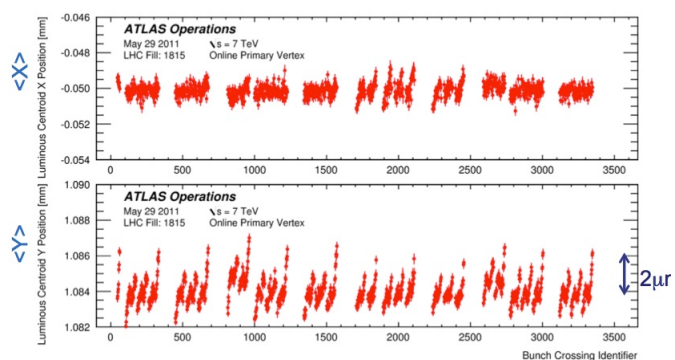 <X>
Luminous Centroid X Position [mm]
-0.046
-0.048
-0.050
-0.052
-0.054
ATLAS Operations
May 29 2011 √s = 7 TeV
LHC Fill: 1815 Online Primary Vertex
0 500 1000 1500 2000 2500 3000 3500
<Y>
Luminous Centroid Y Position [mm]
1.090
1.088
1.086
1.084
1.082
ATLAS Operations
May 29 2011 √s = 7 TeV
LHC Fill: 1815 Online Primary Vertex
2μr
0 500 1000 1500 2000 2500 3000 3500
Bunch Crossing Identifier